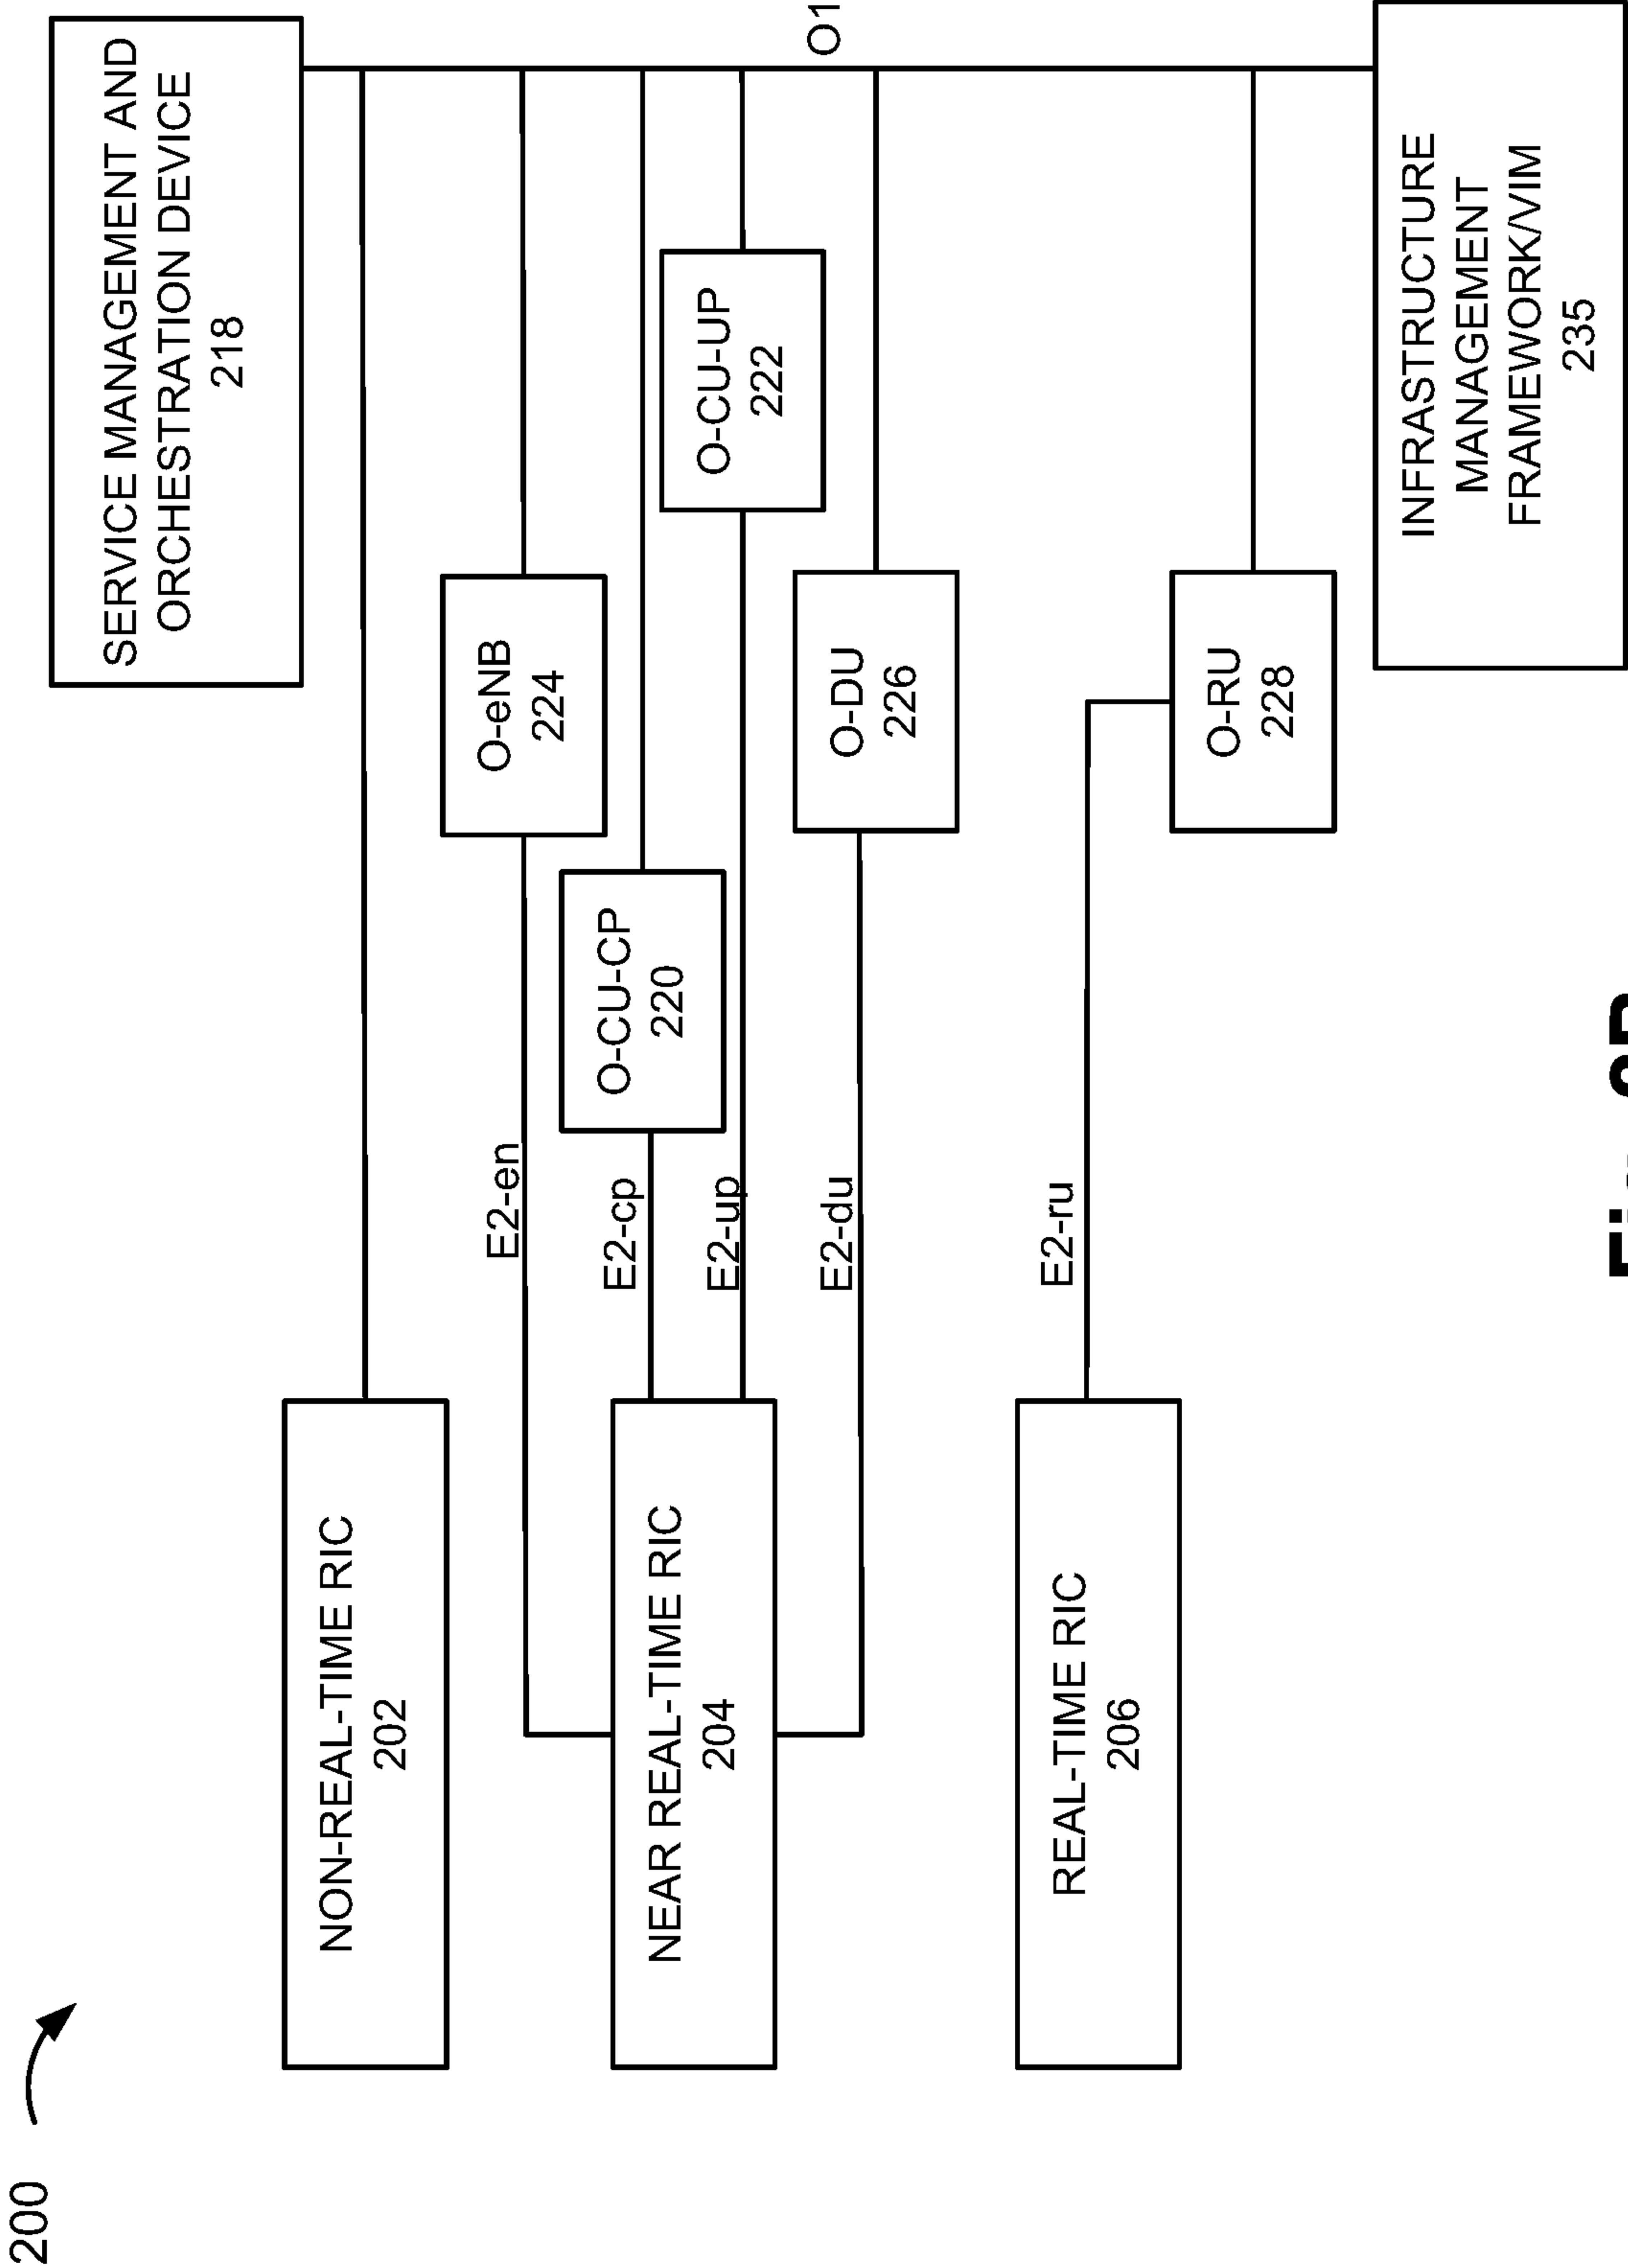 200
SERVICE MANAGEMENT AND
ORCHESTRATION DEVICE
218
NON-REAL-TIME RIC
202
O-eNB
224
E2-en
O-CU-CP
220
E2-cp
NEAR REAL-TIME RIC
204
E2-up
O-CU-UP
222
O1
E2-du
O-DU
226
REAL-TIME RIC
206
E2-ru
O-RU
228
INFRASTRUCTURE
MANAGEMENT
FRAMEWORK/VIM
235